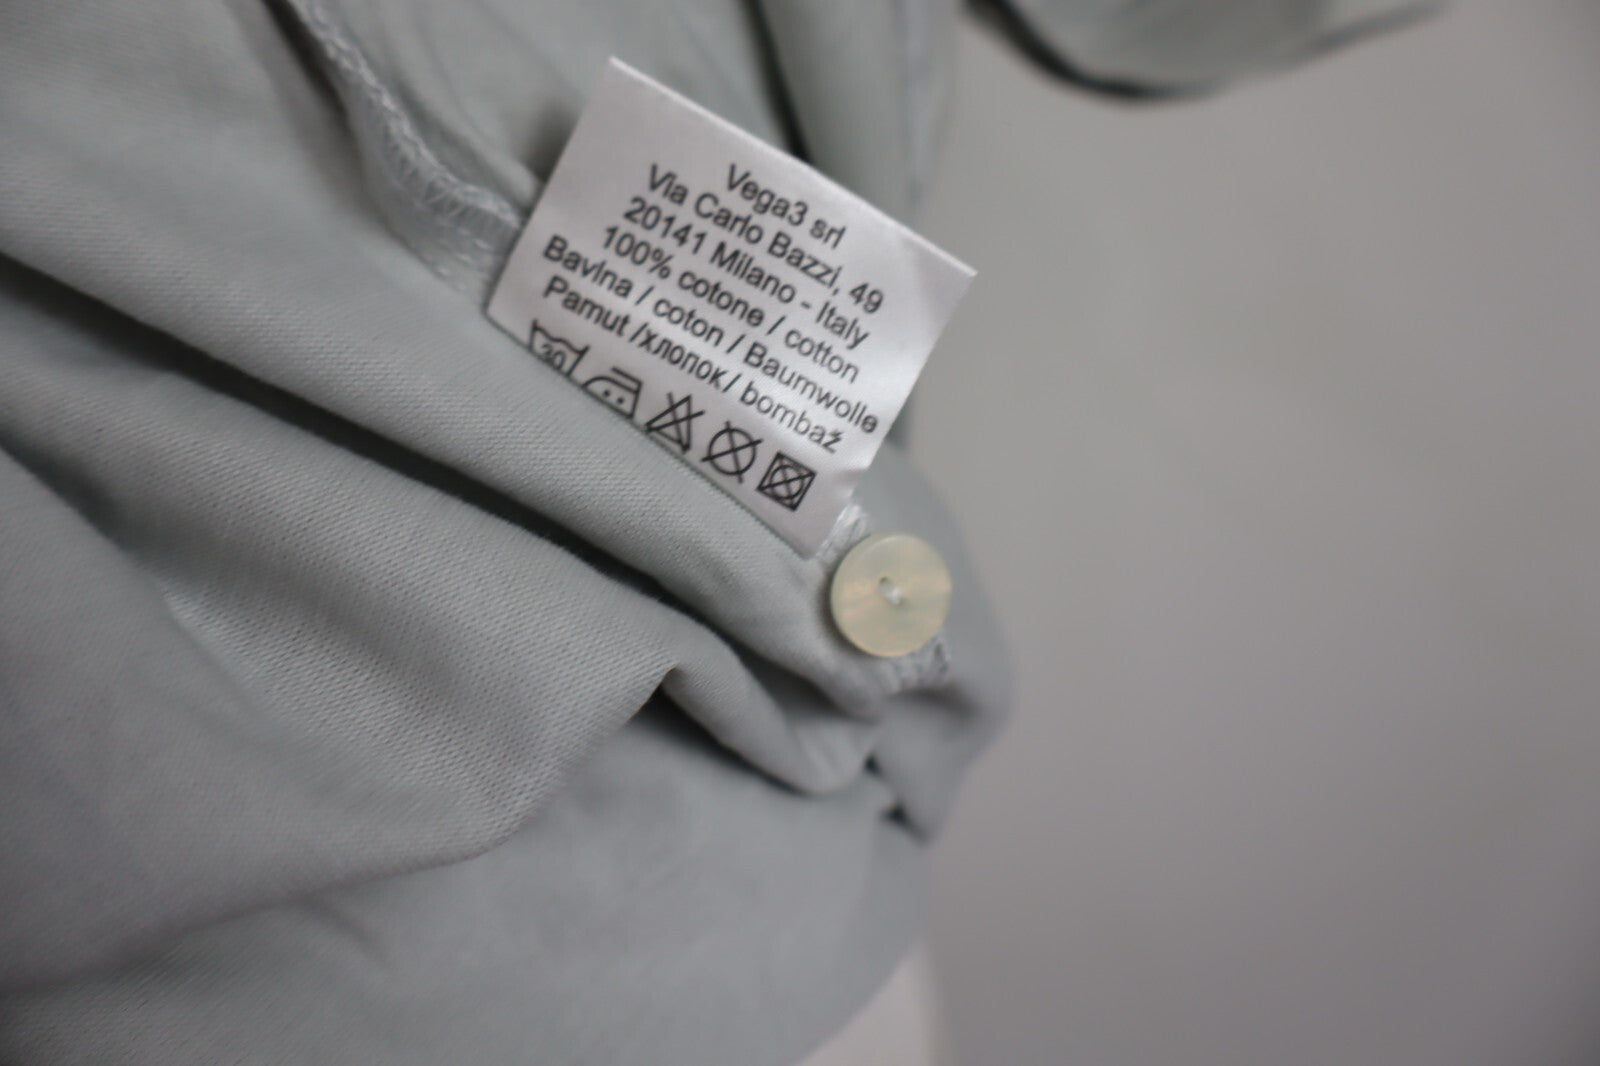 Vega3 srl
Via Carlo Bazzi, 49
20141 Milano - Italy
100% cotone / cotton
Bavlna / coton / Baumwolle
Pamut /хлопок/ bombaž
30